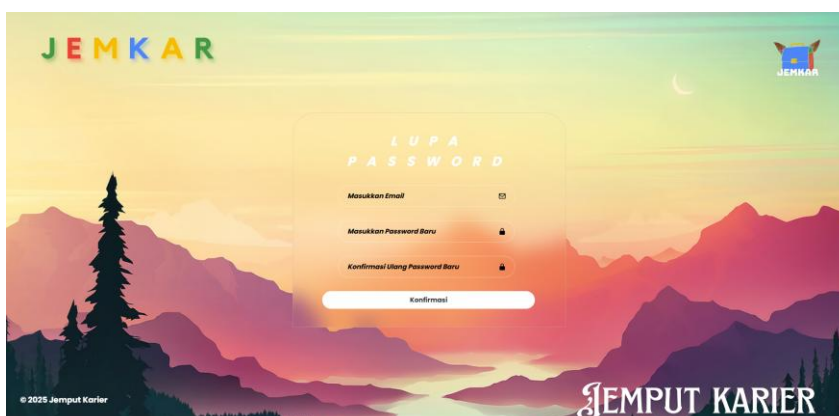 JEMKAR
JEMKAR
LUPA
PASSWORD
Masukkan Email
Masukkan Password Baru
Konfirmasi Ulang Password Baru
Konfirmasi
© 2025 Jemput Karier
JEMPUT KARIER